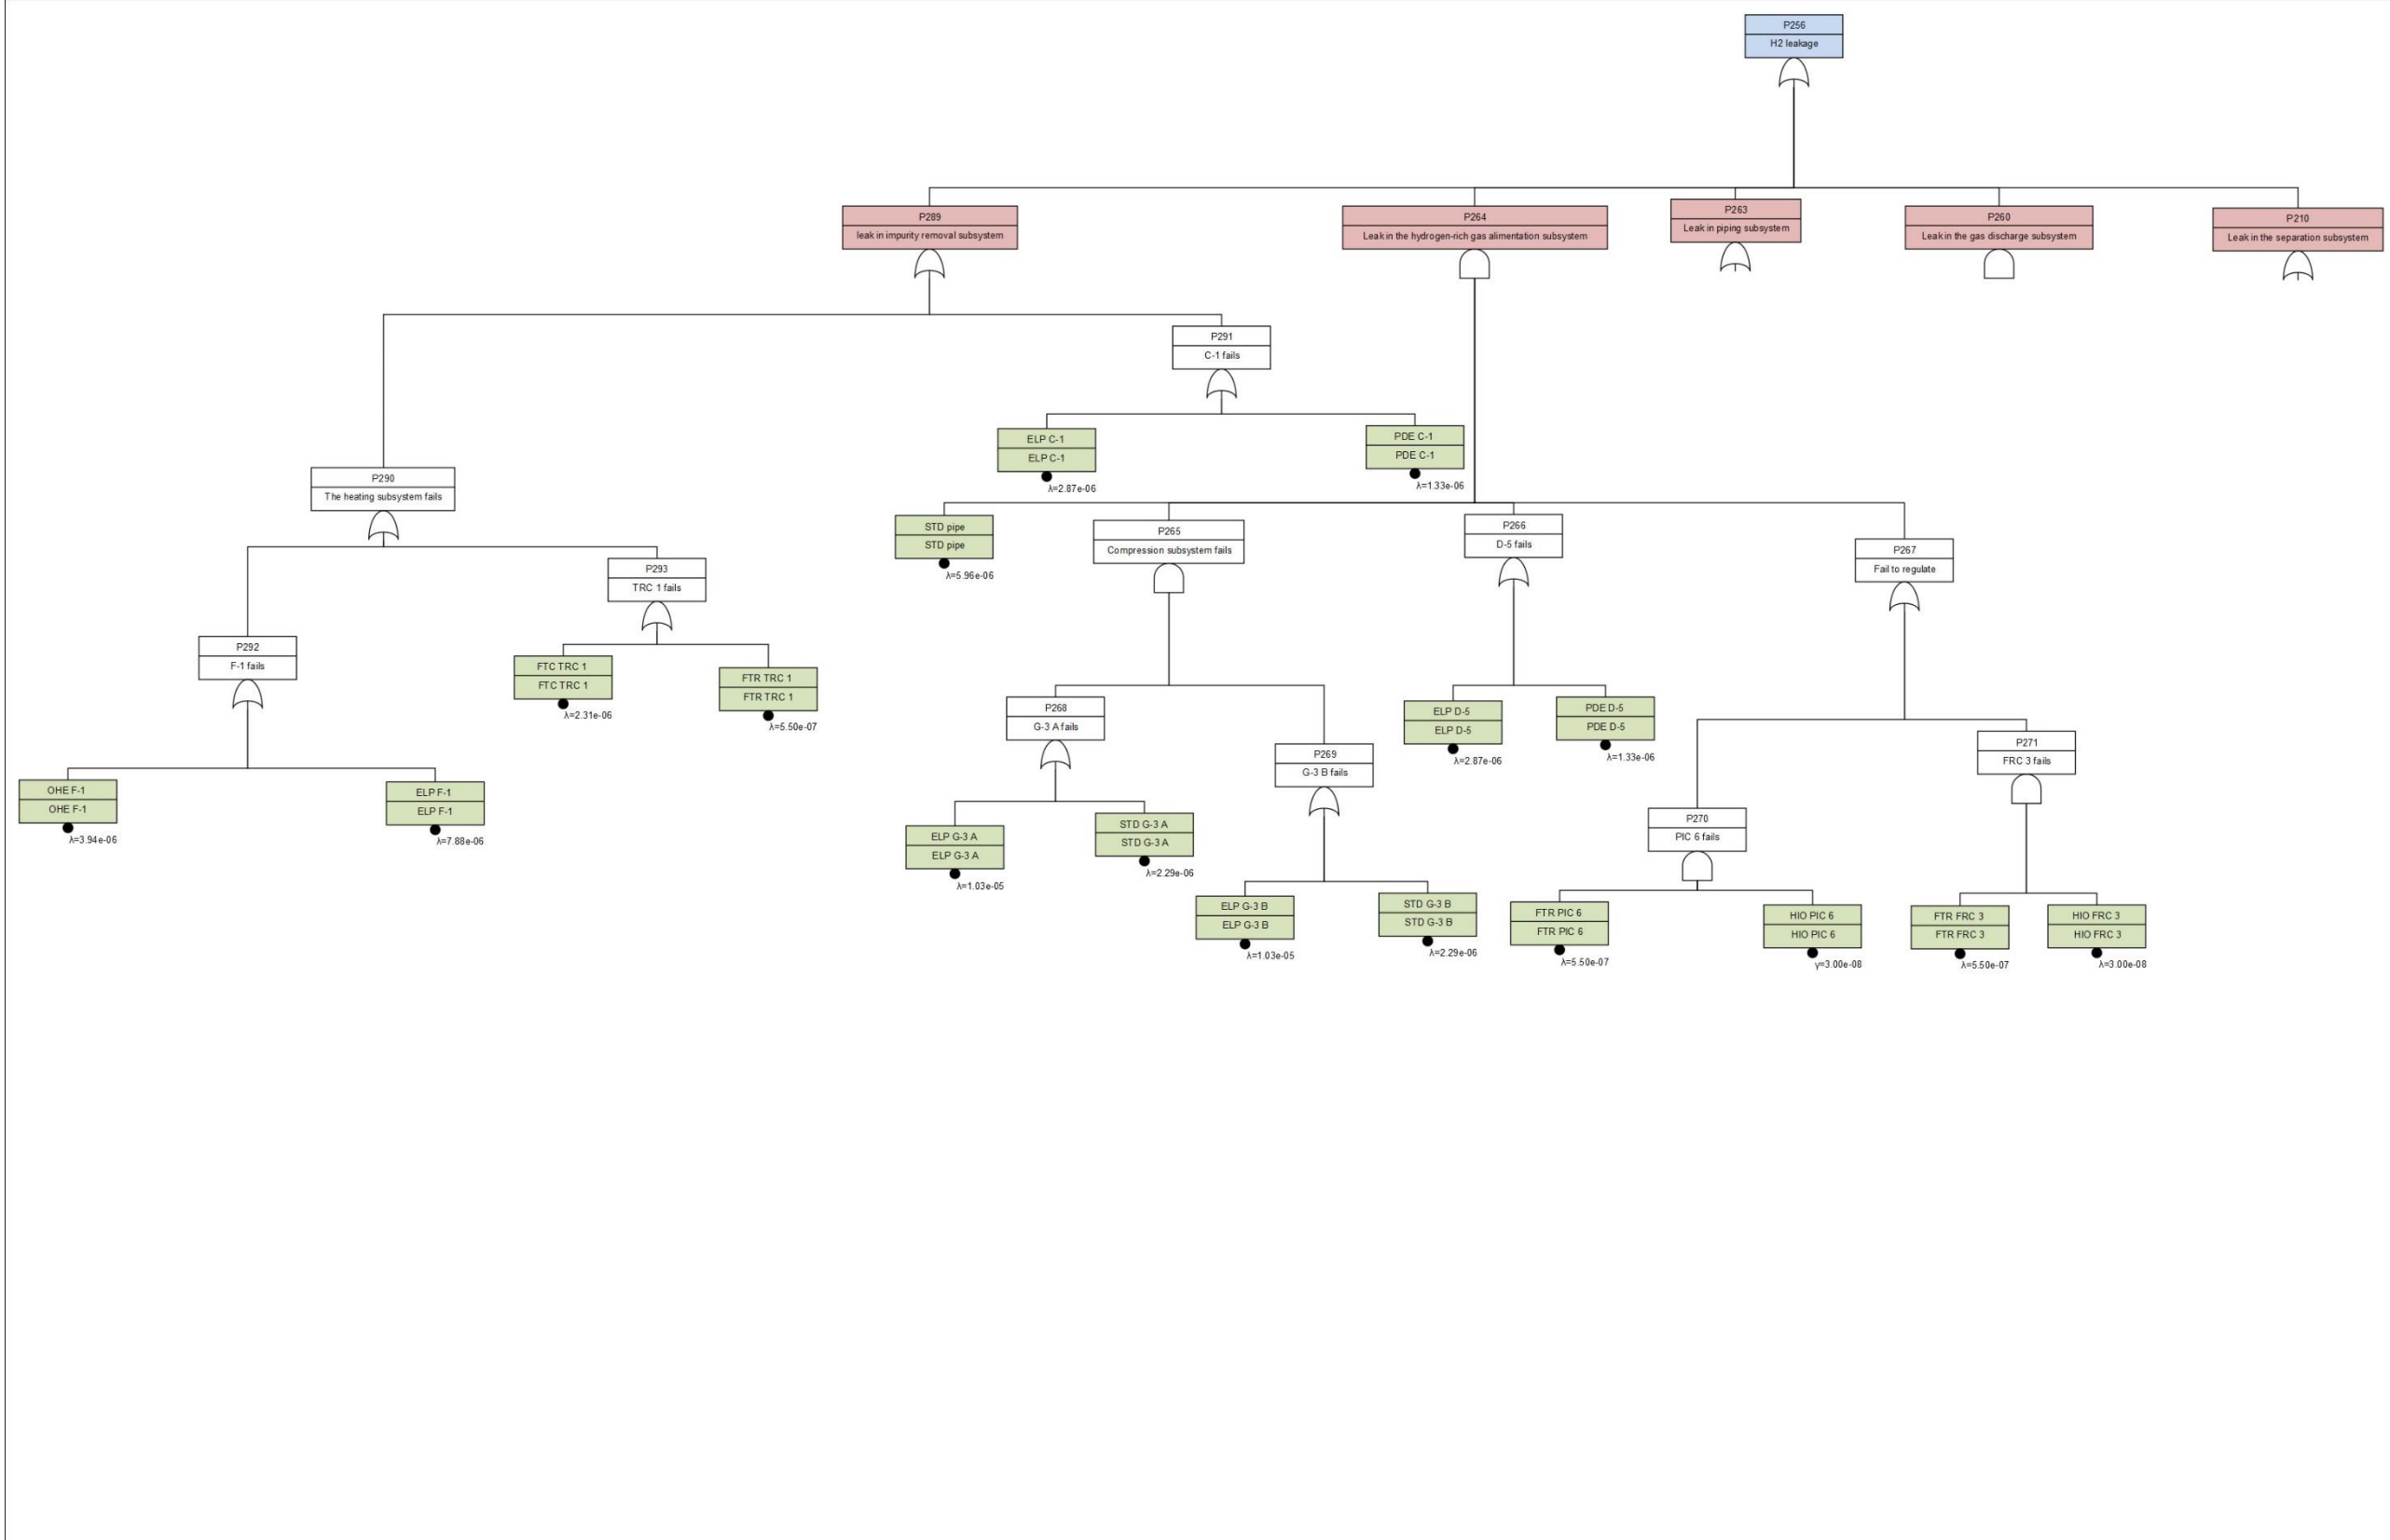 P256
H2 leakage
P289
leak in impurity removal subsystem
P264
Leak in the hydrogen-rich gas alimentation subsystem
P263
Leak in piping subsystem
P260
Leak in the gas discharge subsystem
P210
Leak in the separation subsystem
P291
C-1 fails
ELP C-1
ELP C-1
λ=2.87e-06
PDE C-1
PDE C-1
λ=1.33e-06
P290
The heating subsystem fails
STD pipe
STD pipe
λ=5.96e-06
P265
Compression subsystem fails
P266
D-5 fails
P267
Fail to regulate
P293
TRC 1 fails
P292
F-1 fails
FTC TRC 1
FTC TRC 1
λ=2.31e-06
FTR TRC 1
FTR TRC 1
λ=5.50e-07
P268
G-3 A fails
P269
G-3 B fails
ELP D-5
ELP D-5
λ=2.87e-06
PDE D-5
PDE D-5
λ=1.33e-06
P271
FRC 3 fails
OHE F-1
OHE F-1
λ=3.94e-06
ELP F-1
ELP F-1
λ=7.88e-06
P270
PIC 6 fails
ELP G-3 A
ELP G-3 A
λ=1.03e-05
STD G-3 A
STD G-3 A
λ=2.29e-06
ELP G-3 B
ELP G-3 B
λ=1.03e-05
STD G-3 B
STD G-3 B
λ=2.29e-06
FTR PIC 6
FTR PIC 6
λ=5.50e-07
HIO PIC 6
HIO PIC 6
γ=3.00e-08
FTR FRC 3
FTR FRC 3
λ=5.50e-07
HIO FRC 3
HIO FRC 3
λ=3.00e-08